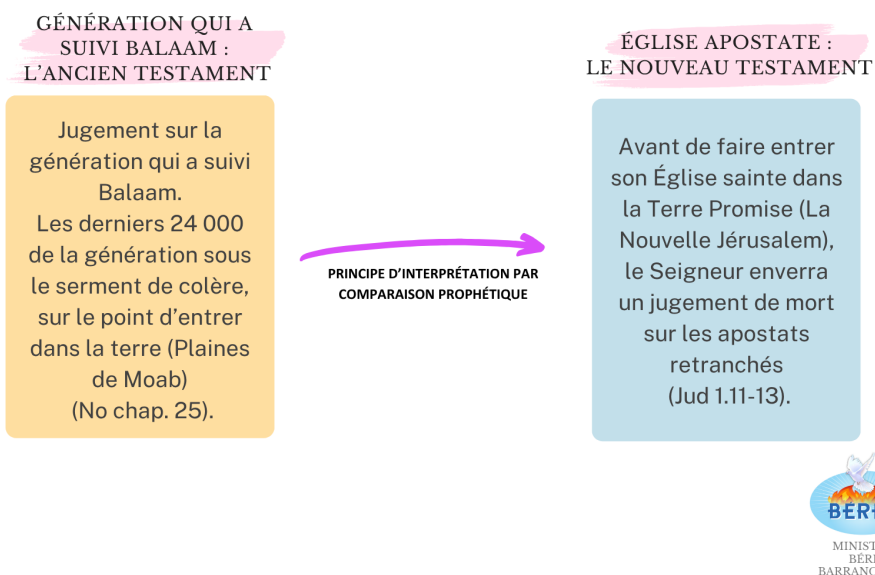 GÉNÉRATION QUI A
SUIVI BALAAM :
L'ANCIEN TESTAMENT
Jugement sur la
génération qui a suivi
Balaam.
Les derniers 24 000
de la génération sous
le serment de colère,
sur le point d'entrer
dans la terre (Plaines
de Moab)
(No chap. 25).
PRINCIPE D'INTERPRÉTATION PAR
COMPARAISON PROPHÉTIQUE
ÉGLISE APOSTATE :
LE NOUVEAU TESTAMENT
Avant de faire entrer
son Église sainte dans
la Terre Promise (La
Nouvelle Jérusalem),
le Seigneur enverra
un jugement de mort
sur les apostats
retranchés
(Jud 1.11-13).